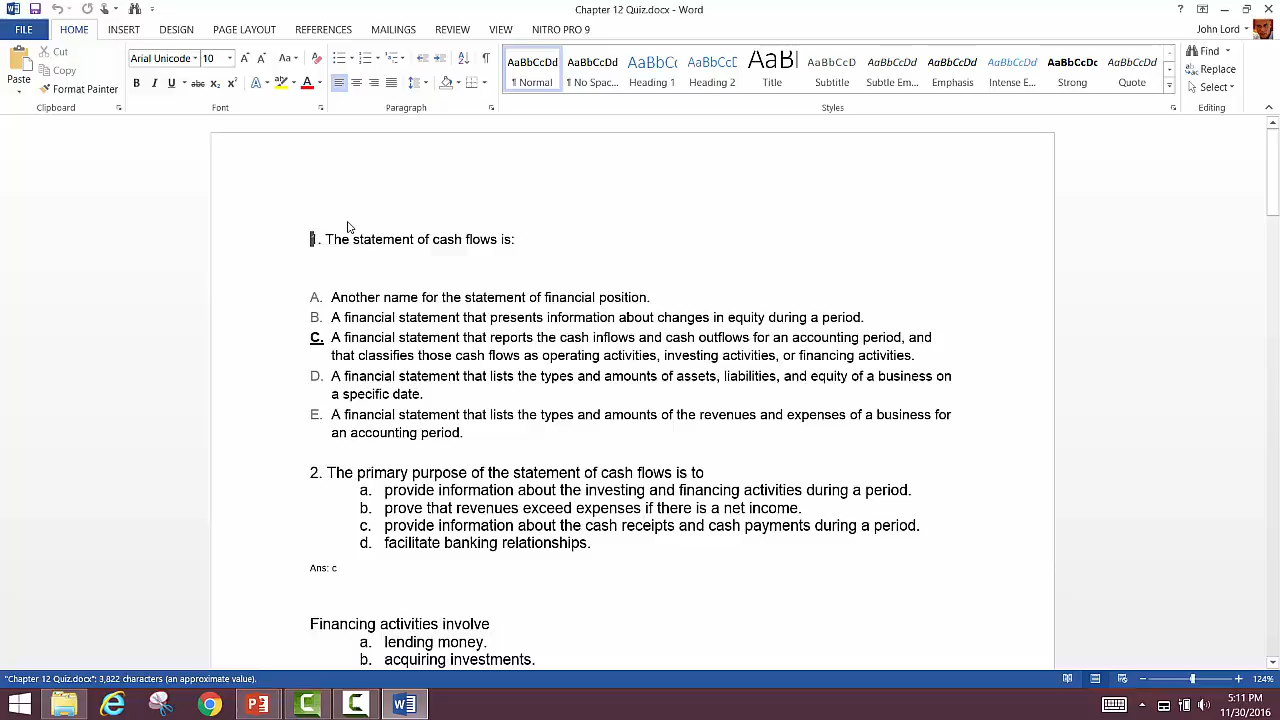 Chapter 12 Quiz.docx - Word
FILE HOME INSERT DESIGN PAGE LAYOUT REFERENCES MAILINGS REVIEW VIEW NITRO PRO 9 John Lord
Paste Cut
Copy
Format Painter
Clipboard
Arial Unicode 10
Font
Paragraph
AaBbCcDd AaBbCcDd AaBbCc AaBbCcC AaBl AaBbCcD AaBbCcDd AaBbCcDd AaBbCcDd AaBbCcDc AaBbCcDd
¶ Normal ¶ No Spac... Heading 1 Heading 2 Title Subtitle Subtle Em... Emphasis Intense E... Strong Quote
Styles
Find
Replace
Select
Editing
1. The statement of cash flows is:
A. Another name for the statement of financial position.
B. A financial statement that presents information about changes in equity during a period.
C. A financial statement that reports the cash inflows and cash outflows for an accounting period, and
that classifies those cash flows as operating activities, investing activities, or financing activities.
D. A financial statement that lists the types and amounts of assets, liabilities, and equity of a business on
a specific date.
E. A financial statement that lists the types and amounts of the revenues and expenses of a business for
an accounting period.
2. The primary purpose of the statement of cash flows is to
a. provide information about the investing and financing activities during a period.
b. prove that revenues exceed expenses if there is a net income.
c. provide information about the cash receipts and cash payments during a period.
d. facilitate banking relationships.
Ans: c
Financing activities involve
a. lending money.
b. acquiring investments.
"Chapter 12 Quiz.docx": 3,822 characters (an approximate value).
124%
5:11 PM
11/30/2016